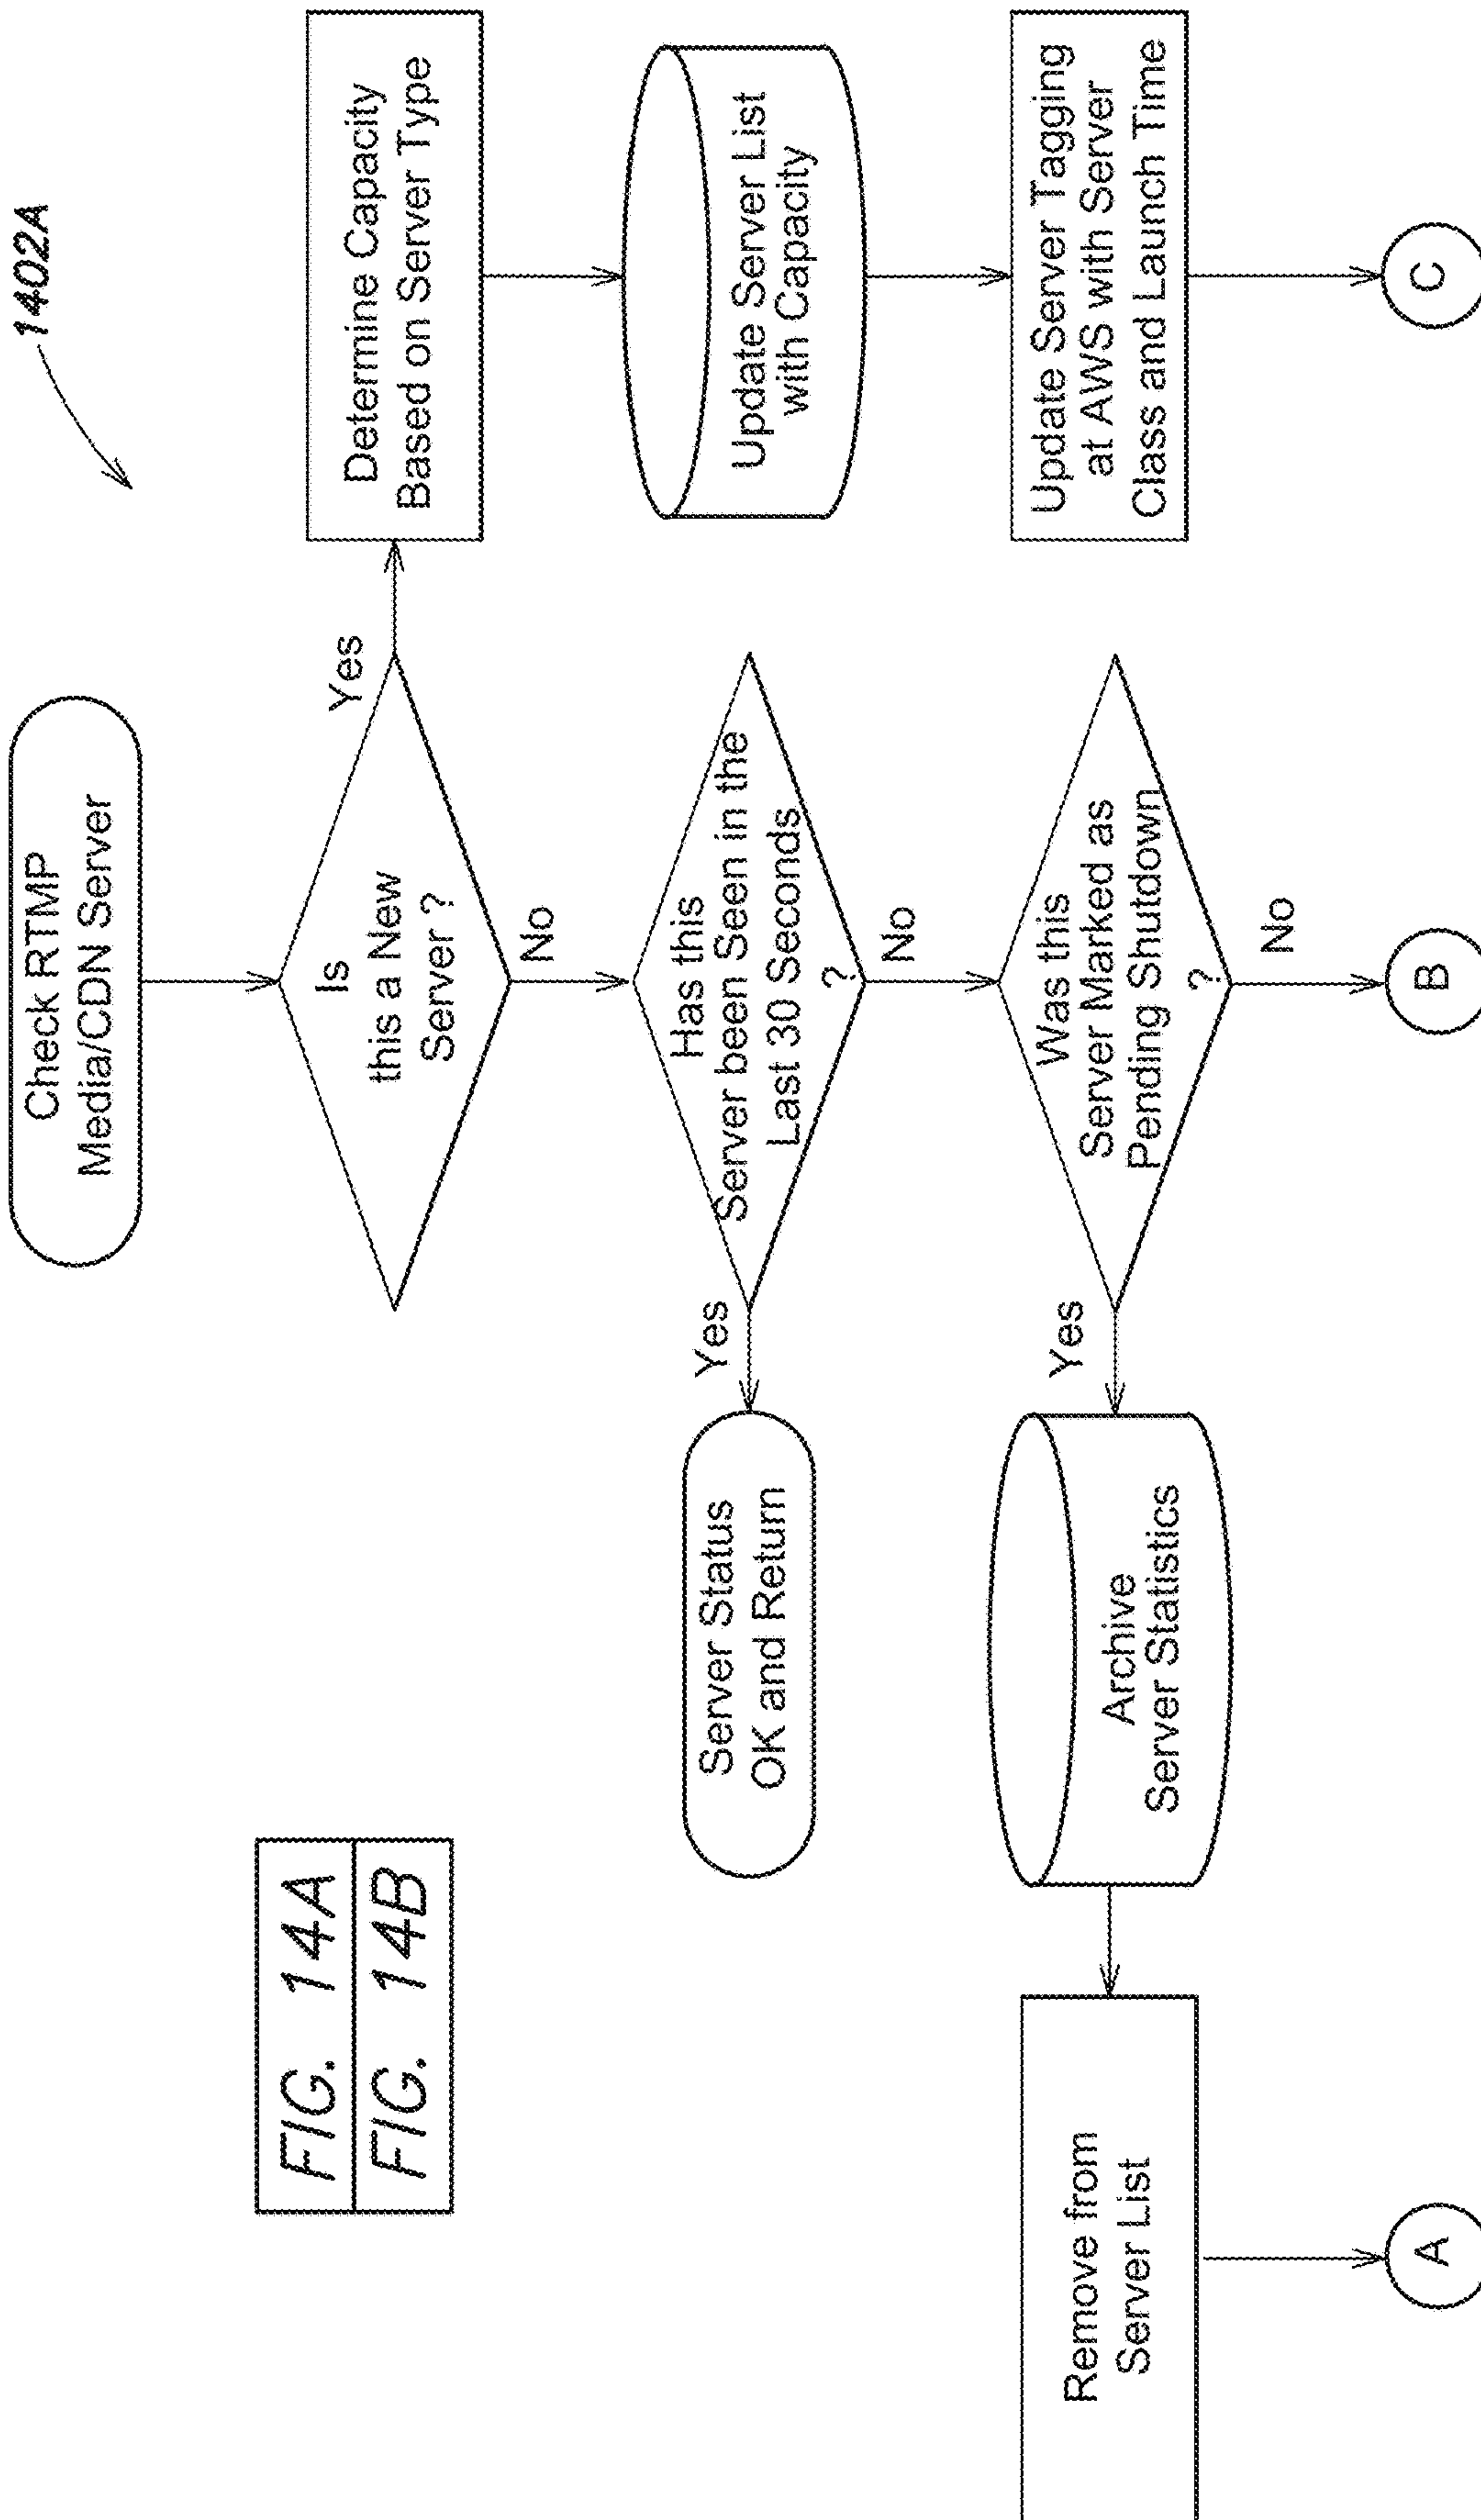 1402A
Check RTMP
Media/CDN Server
Is
this a New
Server ?
Yes
Determine Capacity
Based on Server Type
No
Update Server List
with Capacity
Has this
Server been Seen in the
Last 30 Seconds
?
Yes
Server Status
OK and Return
No
Update Server Tagging
at AWS with Server
Class and Launch Time
Was this
Server Marked as
Pending Shutdown
?
Yes
Archive
Server Statistics
Remove from
Server List
No
A
B
C
FIG. 14A
FIG. 14B